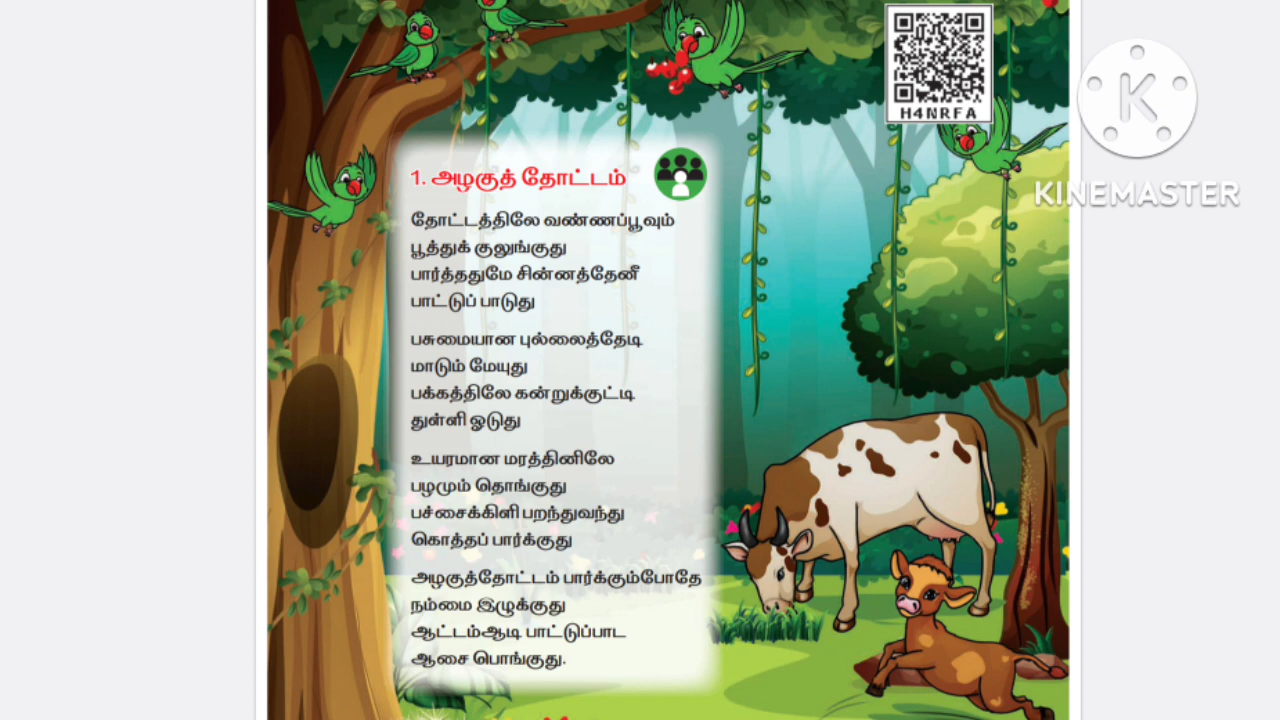 H4NRFA
KINEMASTER
1. அழகுத் தோட்டம்
தோட்டத்திலே வண்ணப்பூவும்
பூத்துக் குலுங்குது
பார்த்ததுமே சின்னத்தேனீ
பாட்டுப் பாடுது
பசுமையான புல்லைத்தேடி
மாடும் மேயுது
பக்கத்திலே கன்றுக்குட்டி
துள்ளி ஓடுது
உயரமான மரத்தினிலே
பழமும் தொங்குது
பச்சைக்கிளி பறந்துவந்து
கொத்தப் பார்க்குது
அழகுத்தோட்டம் பார்க்கும்போதே
நம்மை இழுக்குது
ஆட்டம்ஆடி பாட்டுப்பாட
ஆசை பொங்குது.